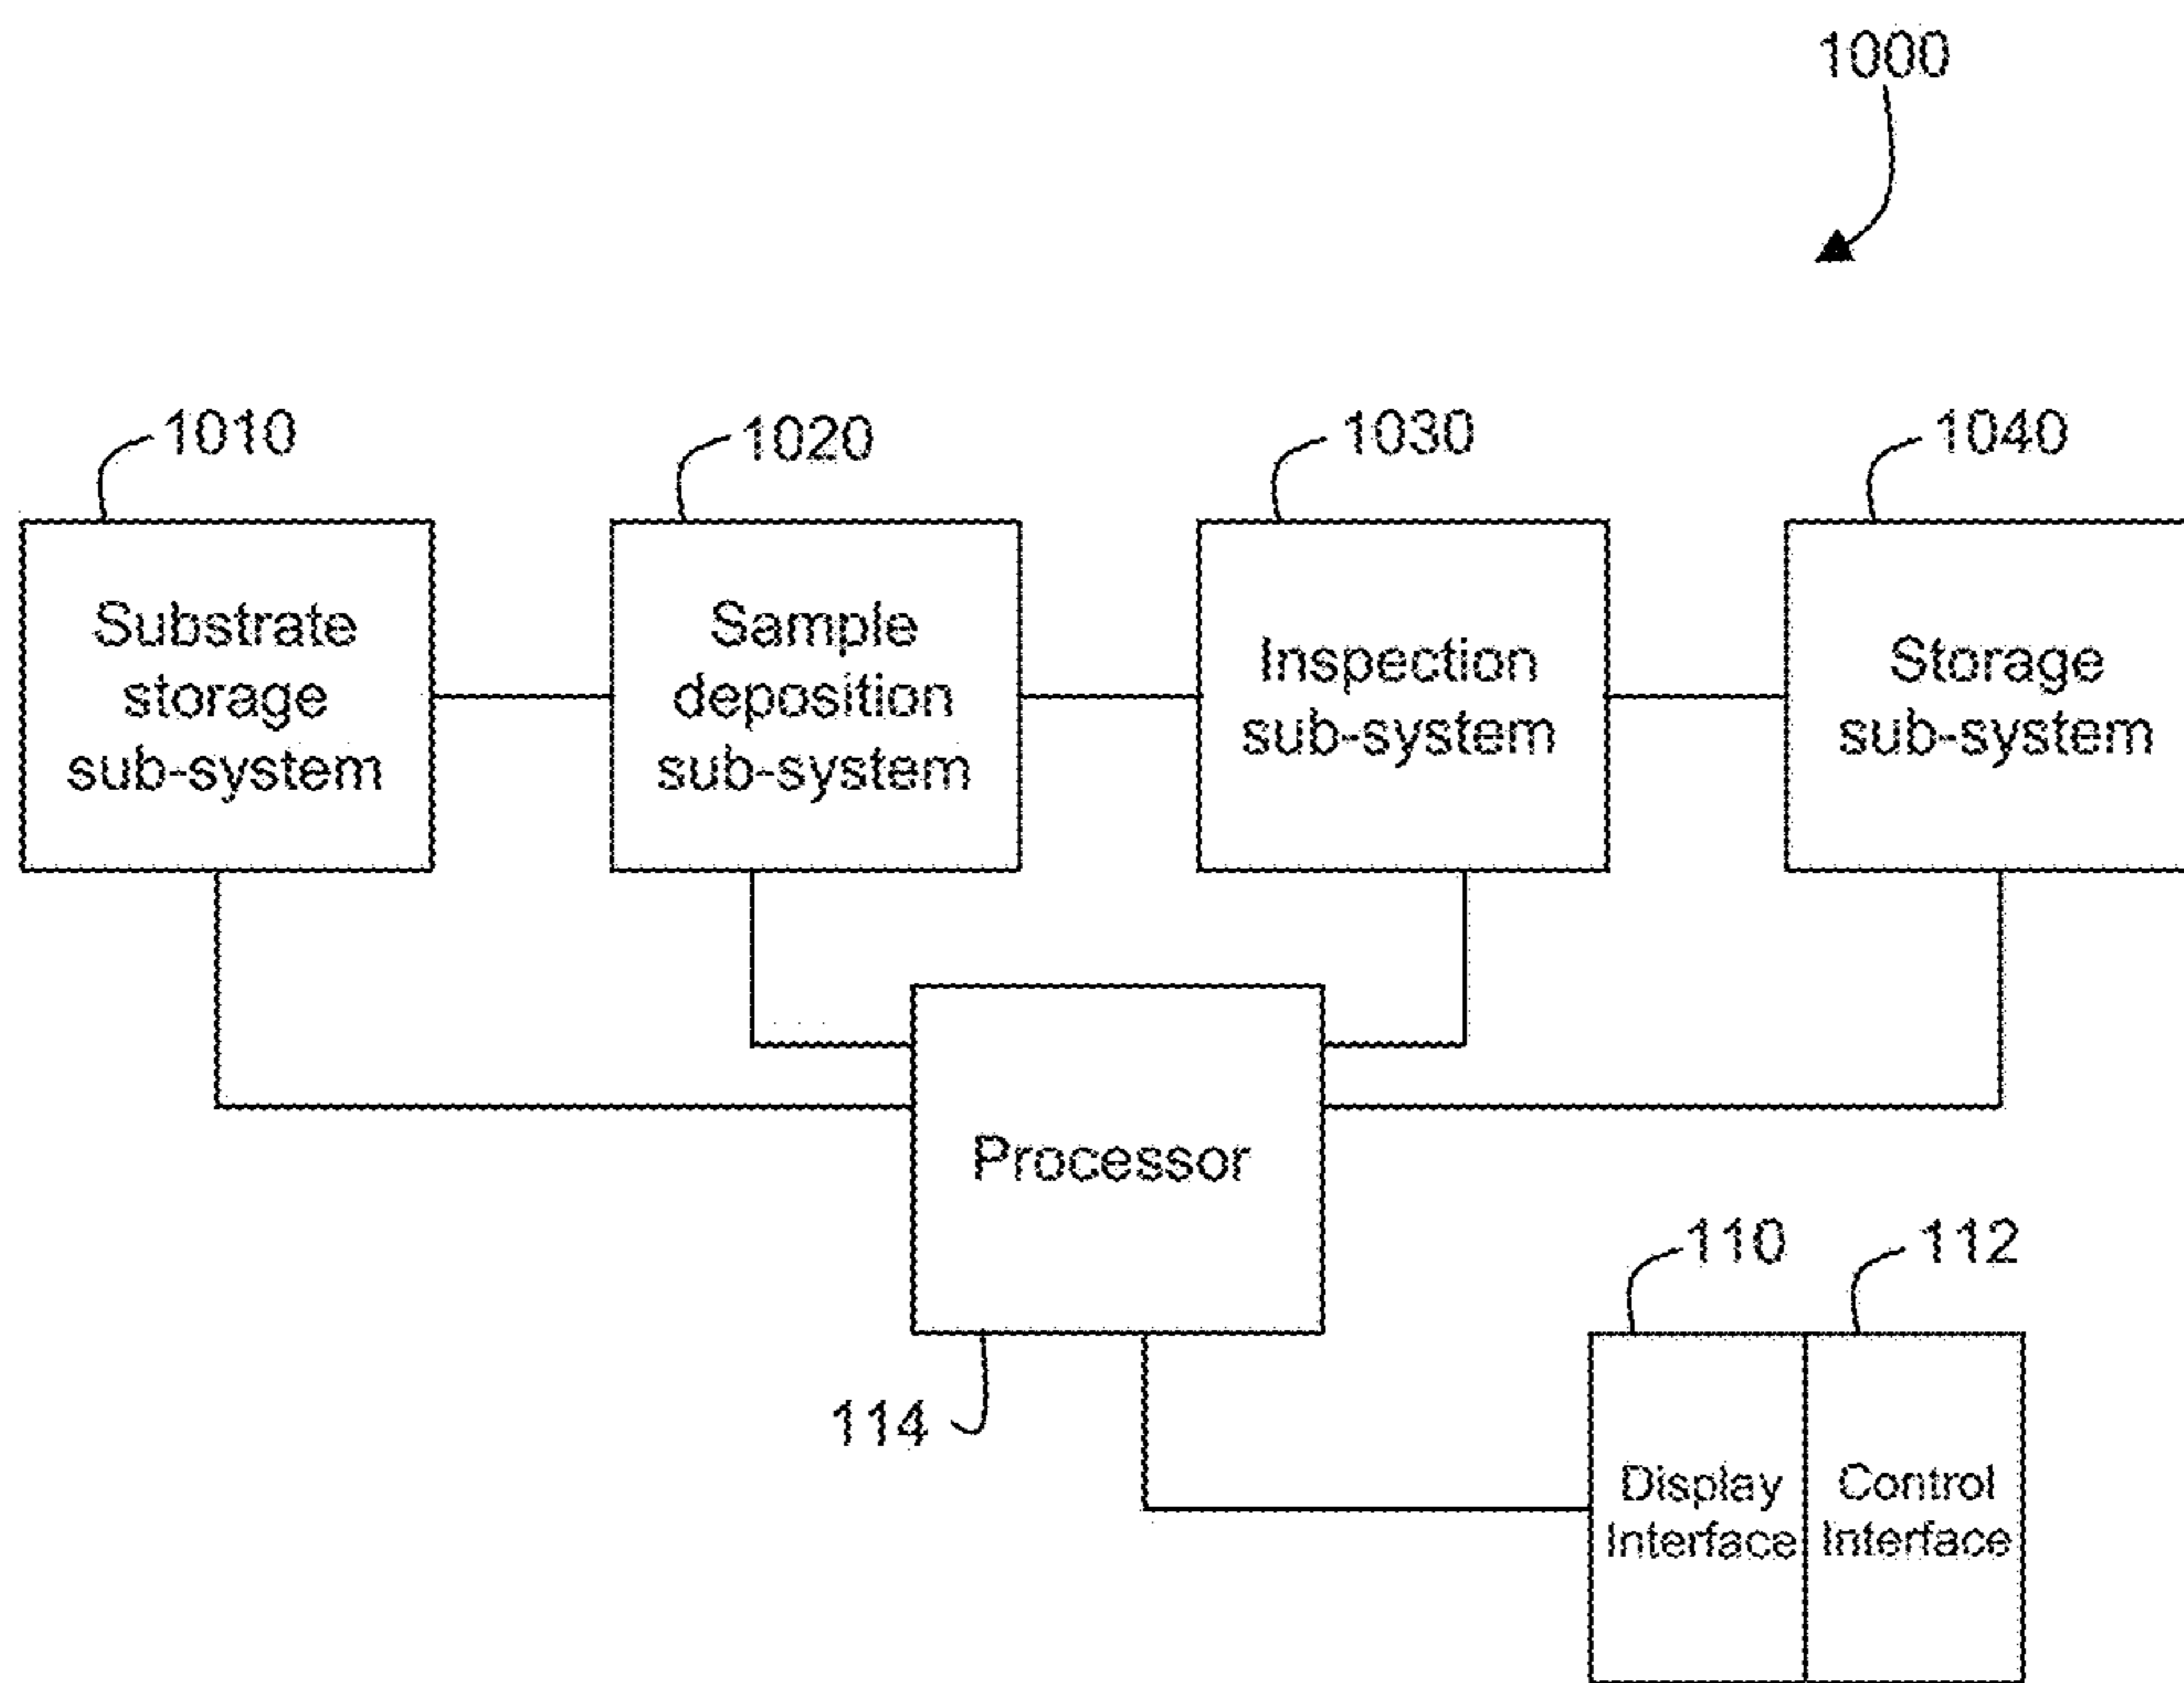 1000
1010
1020
1030
1040
Substrate
storage
sub-system
Sample
deposition
sub-system
Inspection
sub-system
Storage
sub-system
Processor
114
110
112
Display
Interface
Control
Interface